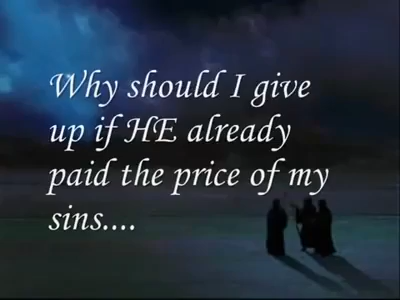 Why should I give
up if HE already
paid the price of my
sins....